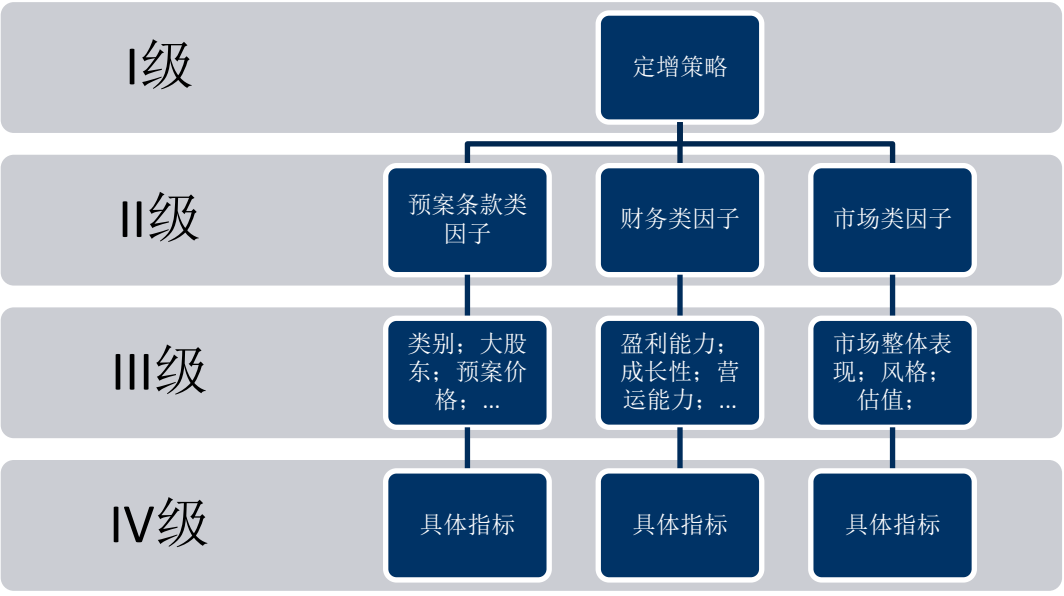 I级
定增策略
II级
预案条款类
因子
财务类因子
市场类因子
III级
类别；大股
东；预案价
格；...
盈利能力；
成长性；营
运能力；...
市场整体表
现；风格；
估值；
IV级
具体指标
具体指标
具体指标